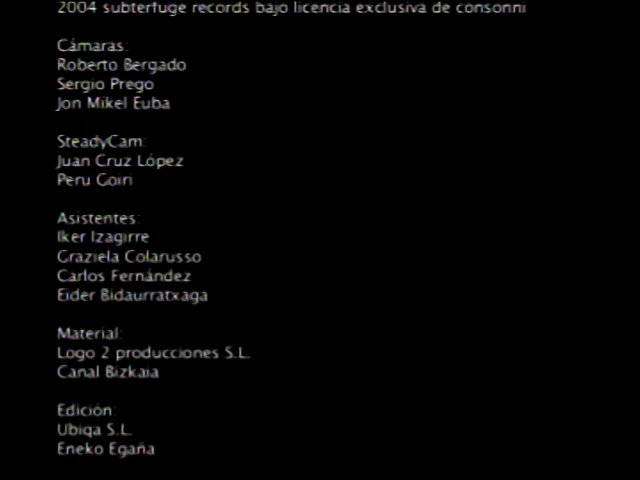 2004 subterfuge records bajo licencia exclusiva de consonni
Cámaras:
Roberto Bergado
Sergio Prego
Jon Mikel Euba
SteadyCam:
Juan Cruz López
Peru Goiri
Asistentes:
Iker Izagirre
Graziela Colarusso
Carlos Fernández
Eider Bidaurratxaga
Material:
Logo 2 producciones S.L.
Canal Bizkaia
Edición:
Ubiqa S.L.
Eneko Egaña